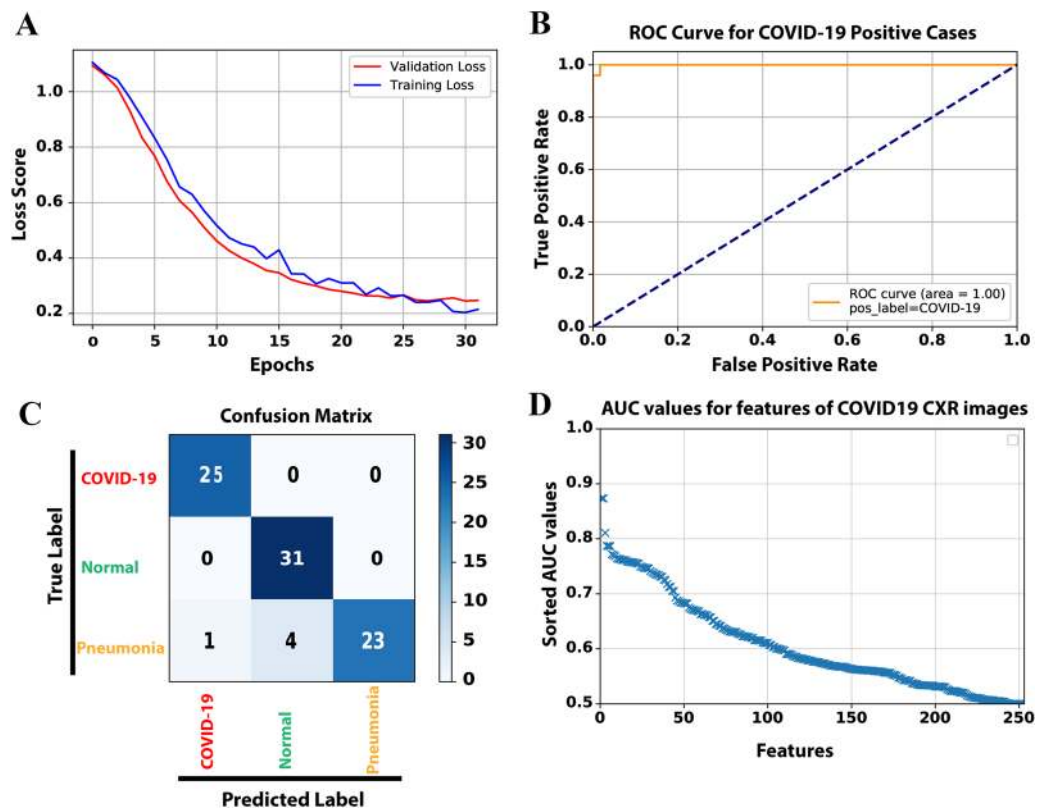 A
Loss Score
1.0
0.8
0.6
0.4
0.2
Validation Loss
Training Loss
0
5
10
15
20
25
30
Epochs
B
ROC Curve for COVID-19 Positive Cases
True Positive Rate
1.0
0.8
0.6
0.4
0.2
0.0
ROC curve (area = 1.00)
pos_label=COVID-19
0.0
0.2
0.4
0.6
0.8
1.0
False Positive Rate
C
Confusion Matrix
True Label
COVID-19
25 0 0
Normal
0 31 0
Pneumonia
1 4 23
30
25
20
15
10
5
0
COVID-19
Normal
Pneumonia
Predicted Label
D
AUC values for features of COVID19 CXR images
Sorted AUC values
1.0
0.9
0.8
0.7
0.6
0.5
0
50
100
150
200
250
Features